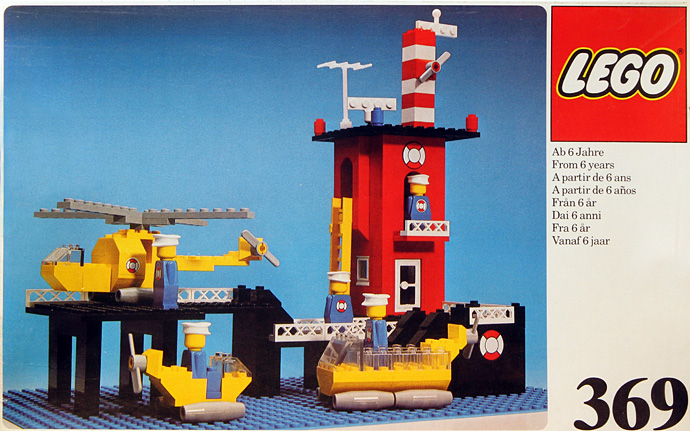 LEGO®
Ab 6 Jahre
From 6 years
A partir de 6 ans
A partir de 6 años
Från 6 år
Dai 6 anni
Fra 6 år
Vanaf 6 jaar
369